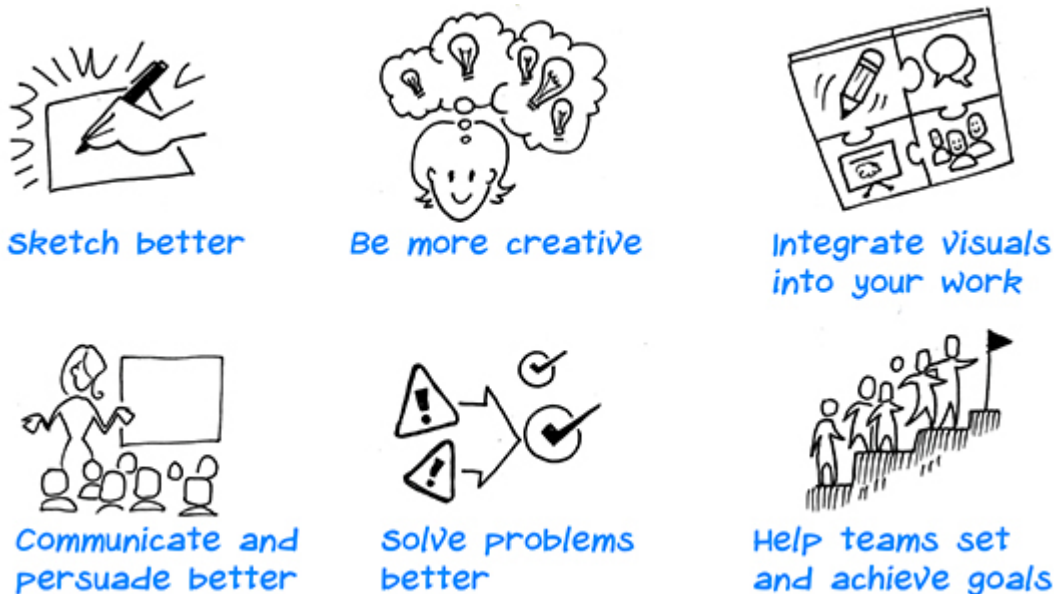 Sketch better
Be more creative
Integrate visuals
into your work
Communicate and
persuade better
Solve problems
better
Help teams set
and achieve goals